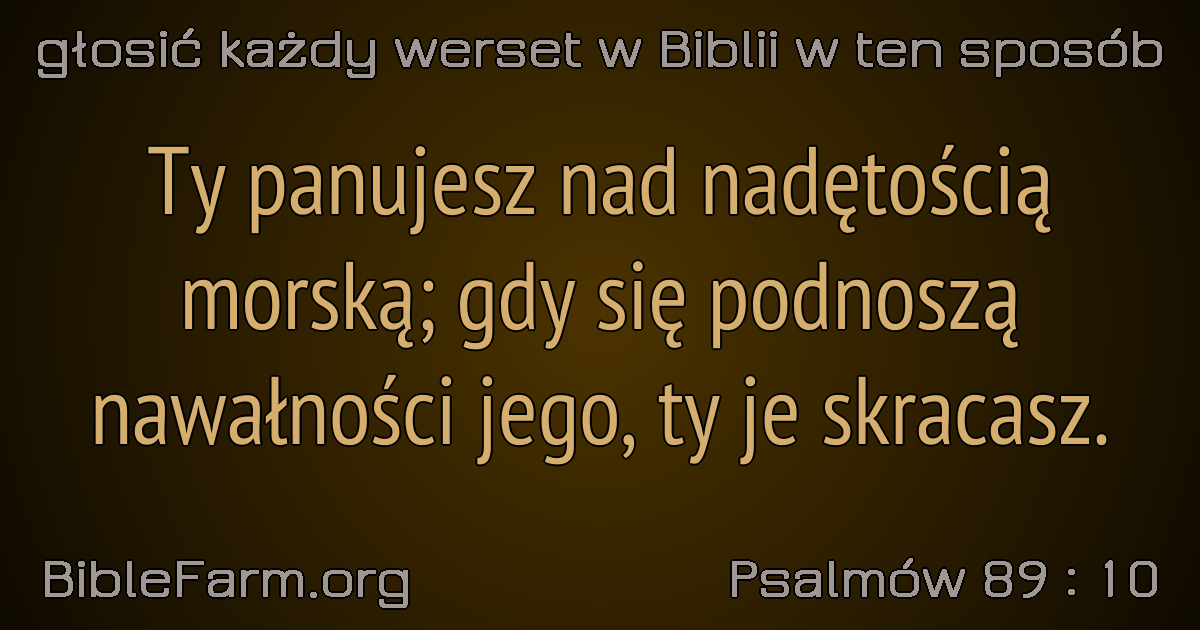 głosić każdy werset w Biblii w ten sposób
Ty panujesz nad nadętością
morską; gdy się podnoszą
nawałności jego, ty je skracasz.
BibleFarm.org
Psalmów 89 : 10